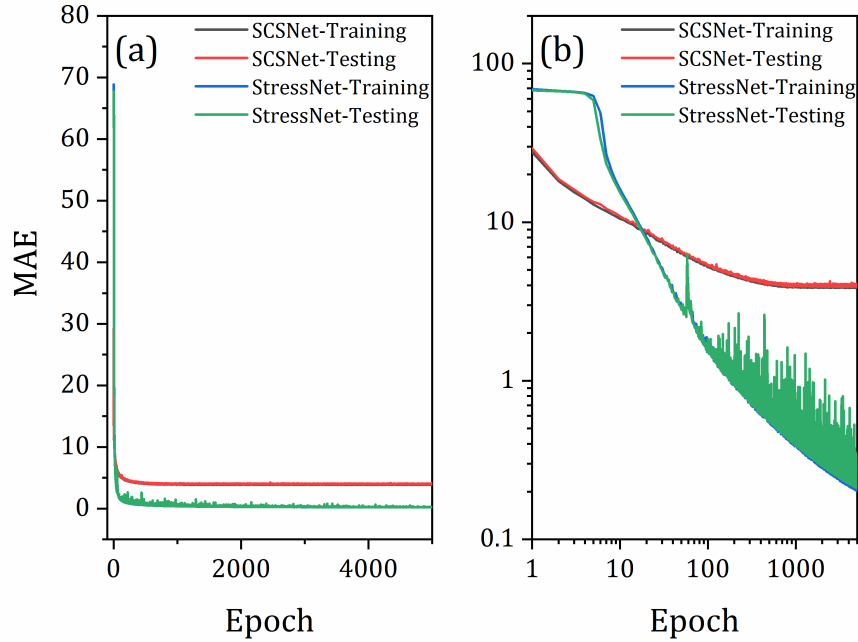 (a)
SCSNet-Training
SCSNet-Testing
StressNet-Training
StressNet-Testing
80
70
60
50
40
30
20
10
0
MAE
0
2000
4000
Epoch
(b)
SCSNet-Training
SCSNet-Testing
StressNet-Training
StressNet-Testing
100
10
1
0.1
1
10
100
1000
Epoch